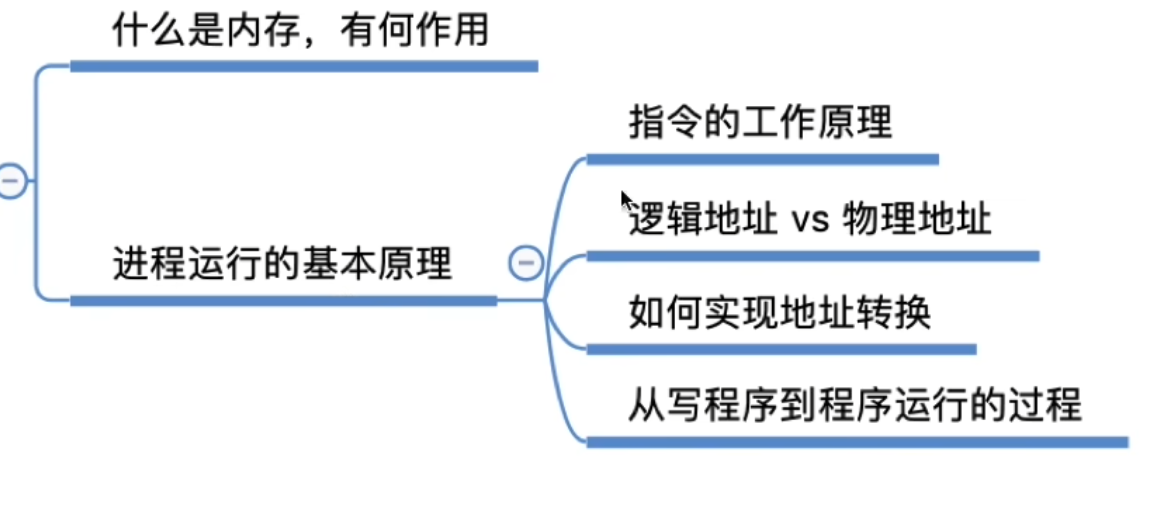 什么是内存，有何作用
指令的工作原理
逻辑地址 vs 物理地址
进程运行的基本原理
如何实现地址转换
从写程序到程序运行的过程